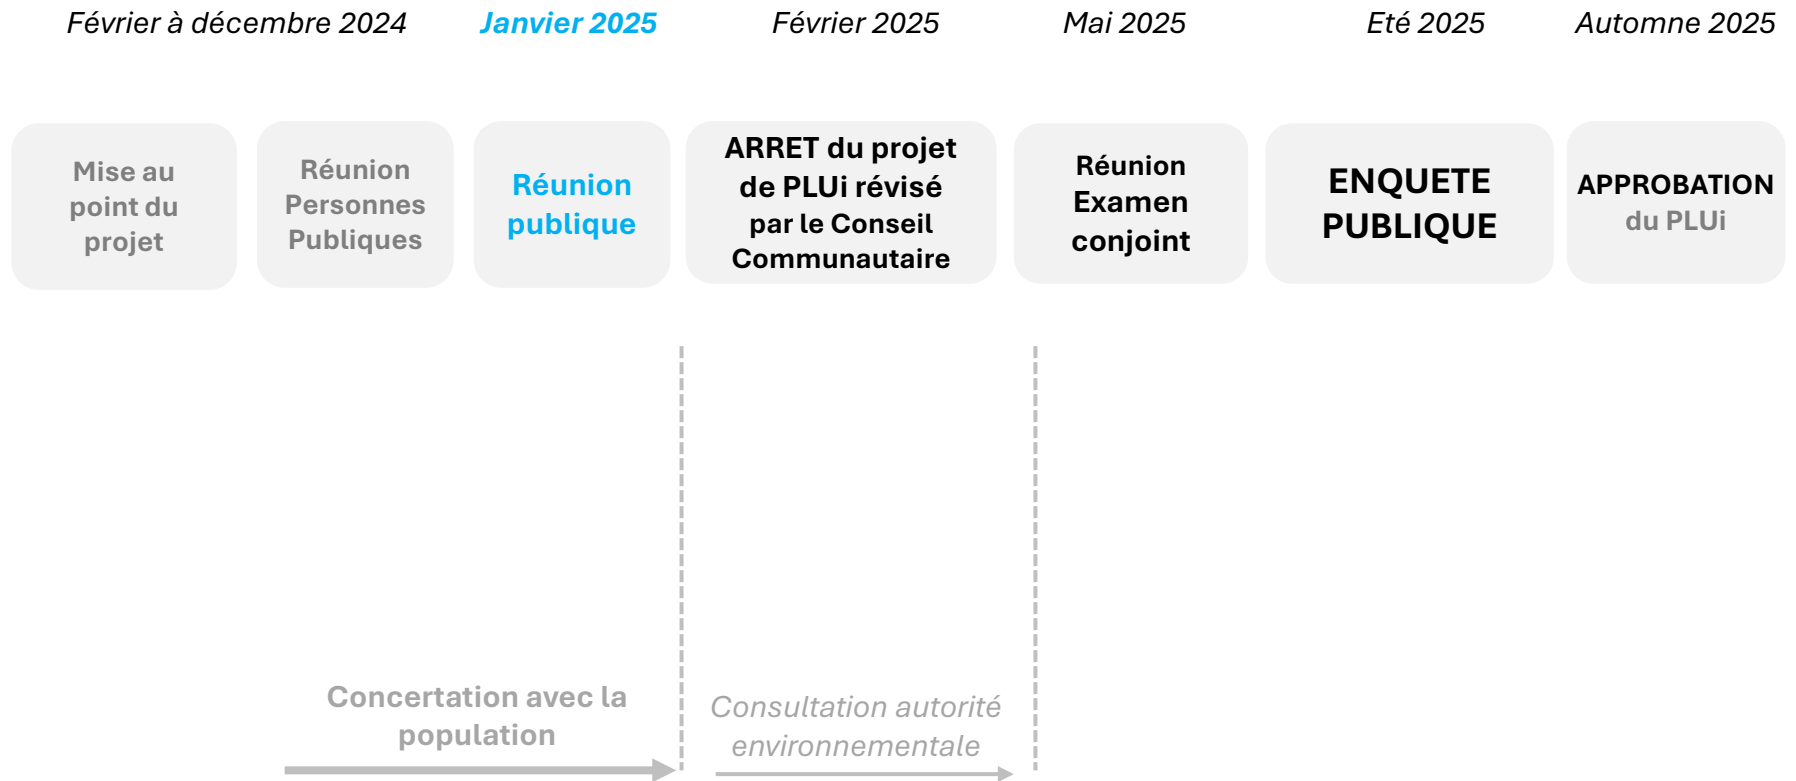 Février à décembre 2024
Janvier 2025
Février 2025
Mai 2025
Eté 2025
Automne 2025
Mise au
point du
projet
Réunion
Personnes
Publiques
Réunion
publique
ARRET du projet
de PLUi révisé
par le Conseil
Communautaire
Réunion
Examen
conjoint
ENQUETE
PUBLIQUE
APPROBATION
du PLUi
Concertation avec la
population
Consultation autorité
environnementale